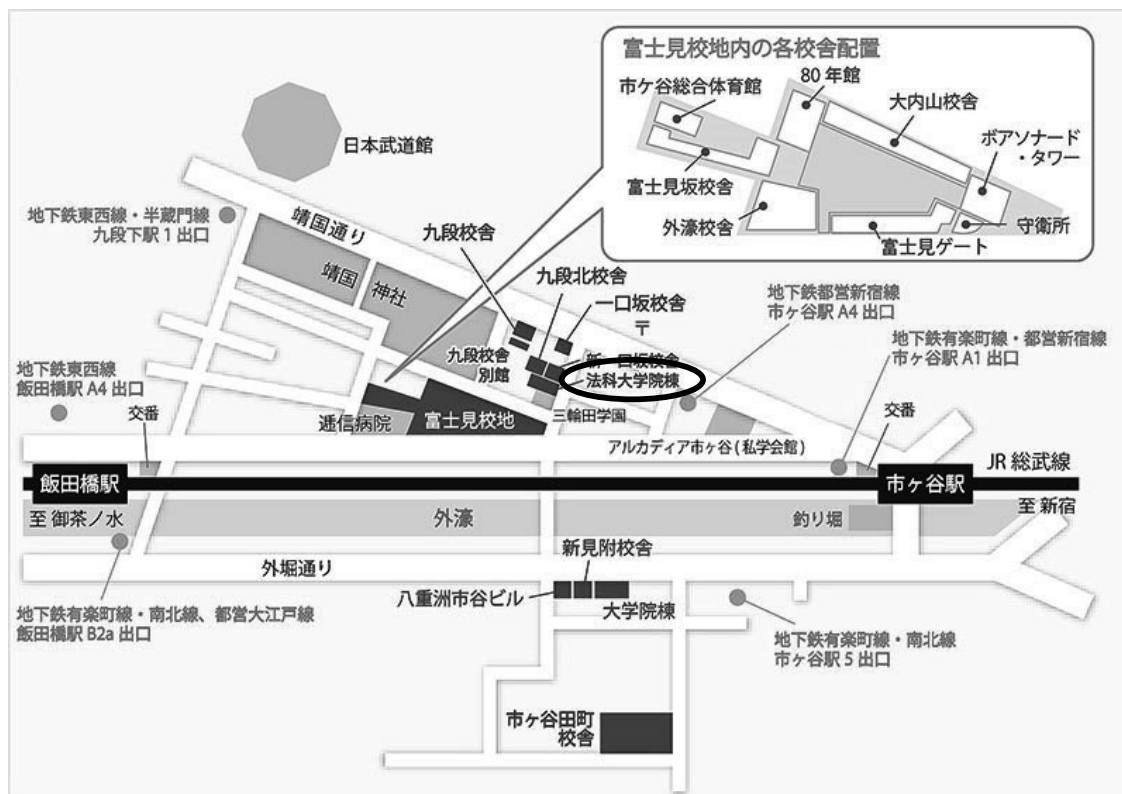 富士見校地内の各校舎配置
80年館
市ケ谷総合体育館
大内山校舎
ボアソナード
・タワー
富士見坂校舎
外濠校舎
守衛所
富士見ゲート
日本武道館
地下鉄東西線・半蔵門線
九段下駅1出口
靖国通り
九段校舎
靖国
神社
九段北校舎
一口坂校舎
〒
地下鉄都営新宿線
市ヶ谷駅A4出口
地下鉄有楽町線・都営新宿線
市ヶ谷駅A1出口
九段校舎
別館
新一口坂校舎
法科大学院棟
地下鉄東西線
飯田橋駅A4出口
交番
逓信病院
富士見校地
三輪田学園
アルカディア市ヶ谷(私学会館)
交番
JR総武線
飯田橋駅
市ヶ谷駅
至 御茶ノ水
外濠
釣り堀
至 新宿
外堀通り
新見附校舎
八重洲市谷ビル
大学院棟
地下鉄有楽町線・南北線、都営大江戸線
飯田橋駅B2a出口
地下鉄有楽町線・南北線
市ヶ谷駅5出口
市ヶ谷田町
校舎